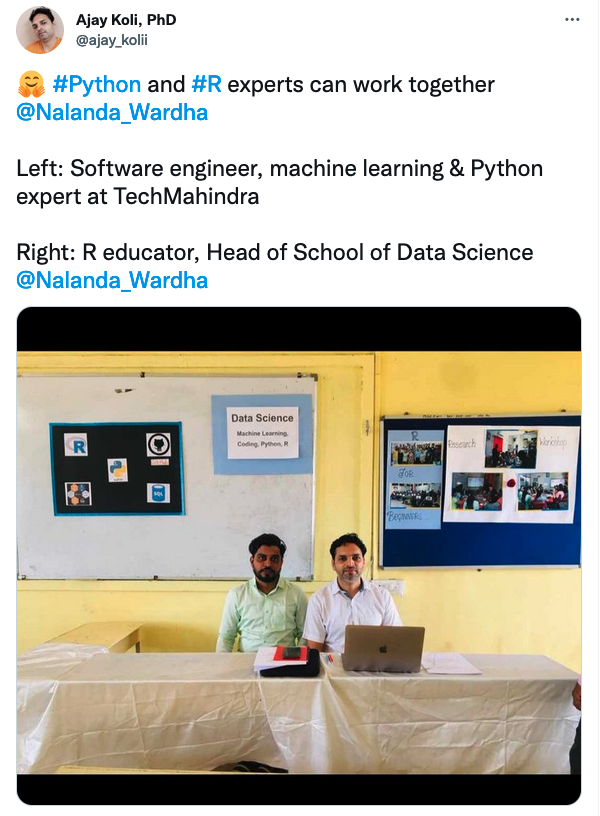 Ajay Koli, PhD
@ajay_kolii
🤗 #Python and #R experts can work together
@Nalanda_Wardha
Left: Software engineer, machine learning & Python
expert at TechMahindra
Right: R educator, Head of School of Data Science
@Nalanda_Wardha
Data Science
Machine Learning,
Coding, Python, R
R
python
SQL
R
FOR
BEGINNERS
Research
Workshop